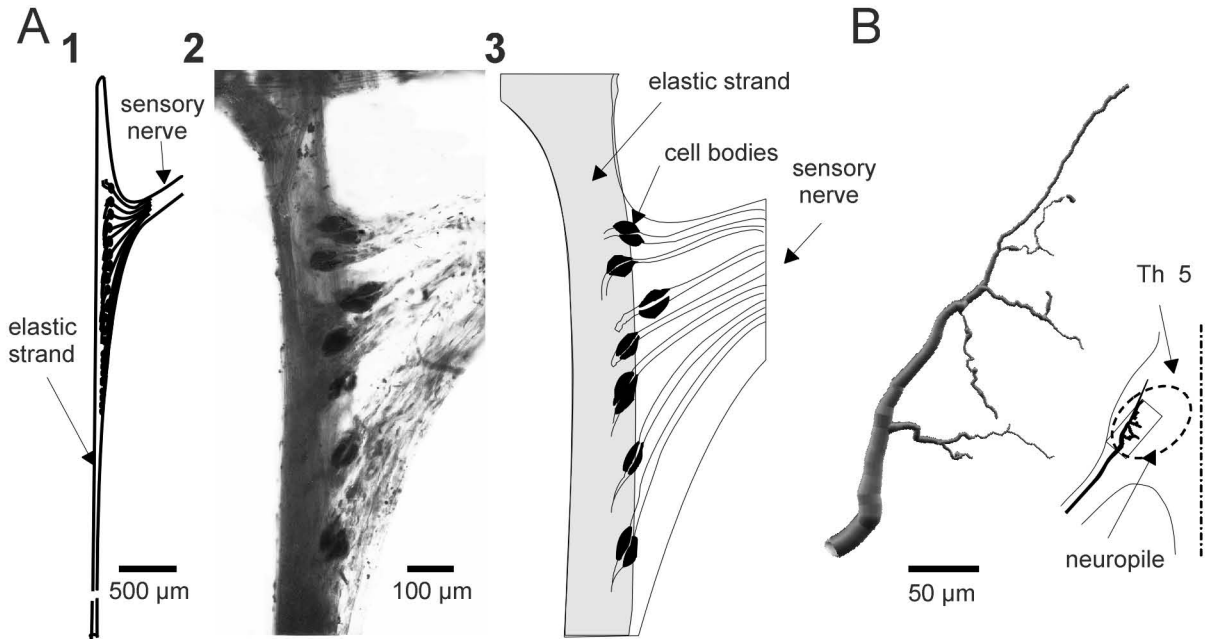 A
1
2
3
B
sensory
nerve
elastic
strand
500 µm
100 µm
elastic strand
cell bodies
sensory
nerve
Th 5
neuropile
50 µm